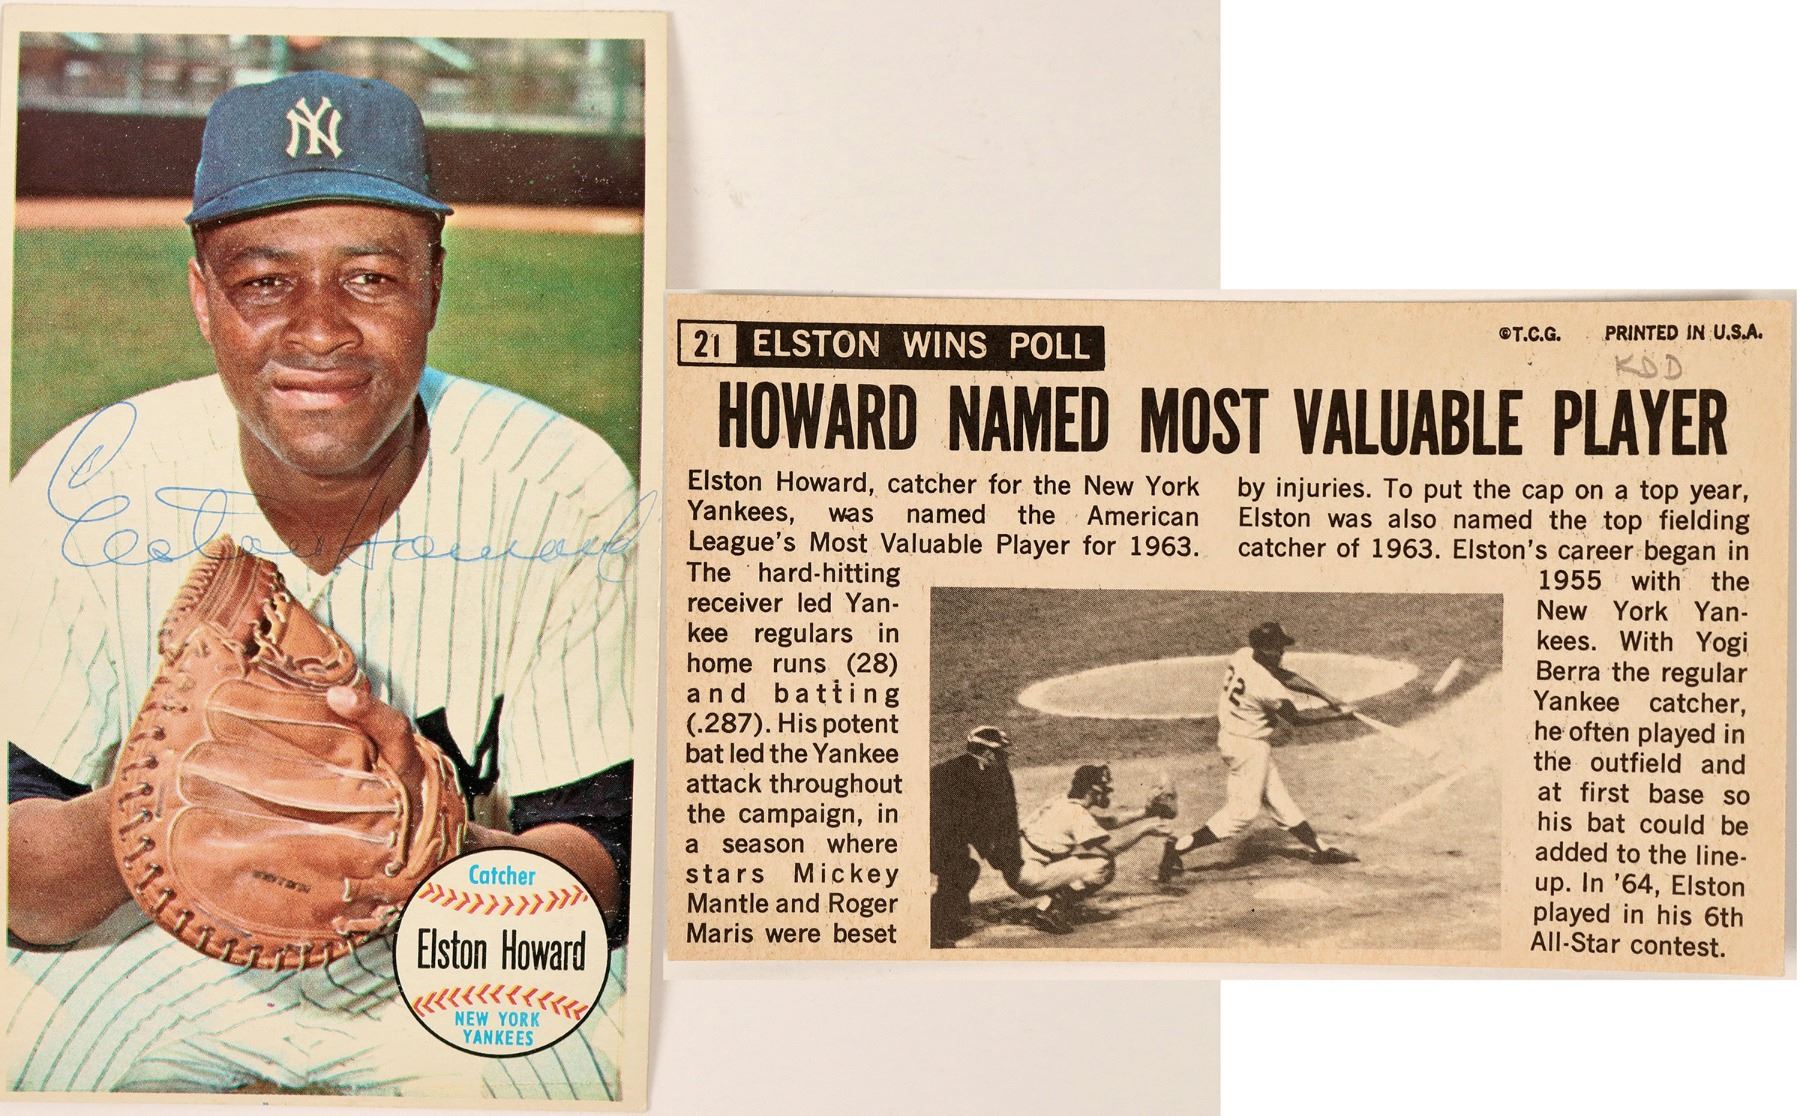 NY
Elston Howard
Catcher
Elston Howard
NEW YORK
YANKEES
21 ELSTON WINS POLL
©T.C.G. PRINTED IN U.S.A.
KDD
HOWARD NAMED MOST VALUABLE PLAYER
Elston Howard, catcher for the New York
Yankees, was named the American
League's Most Valuable Player for 1963.
The hard-hitting
receiver led Yan-
kee regulars in
home runs (28)
and batting
(.287). His potent
bat led the Yankee
attack throughout
the campaign, in
a season where
stars Mickey
Mantle and Roger
Maris were beset
by injuries. To put the cap on a top year,
Elston was also named the top fielding
catcher of 1963. Elston's career began in
1955 with the
New York Yan-
kees. With Yogi
Berra the regular
Yankee catcher,
he often played in
the outfield and
at first base so
his bat could be
added to the line-
up. In '64, Elston
played in his 6th
All-Star contest.
32